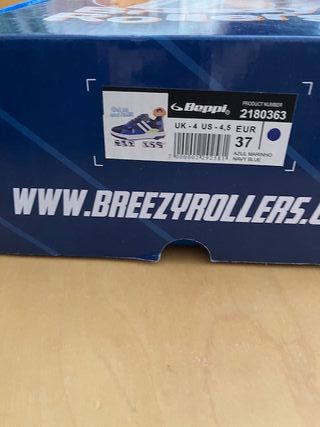 Beppi
PRODUCT NUMBER
2180363
UK - 4 US - 4,5 EUR
37
AZUL MARINHO
NAVY BLUE
WWW.BREEZYROLLERS.